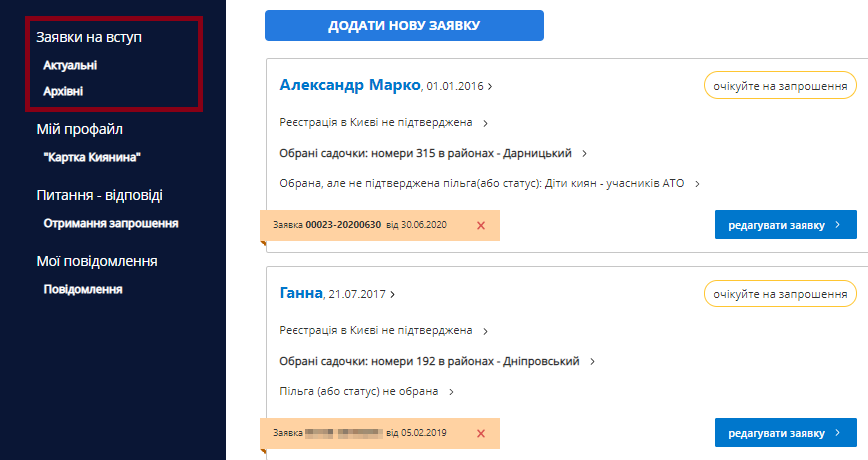 Заявки на вступ
Актуальні
Архівні
Мій профайл
"Картка Киянина"
Питання - відповіді
Отримання запрошення
Мої повідомлення
Повідомлення
ДОДАТИ НОВУ ЗАЯВКУ
Александр Марко, 01.01.2016
очікуйте на запрошення
Реєстрація в Києві не підтверджена
Обрані садочки: номери 315 в районах - Дарницький
Обрана, але не підтверджена пільга(або статус): Діти киян - учасників АТО
Заявка 00023-20200630 від 30.06.2020
редагувати заявку
Ганна, 21.07.2017
очікуйте на запрошення
Реєстрація в Києві не підтверджена
Обрані садочки: номери 192 в районах - Дніпровський
Пільга (або статус) не обрана
Заявка від 05.02.2019
редагувати заявку